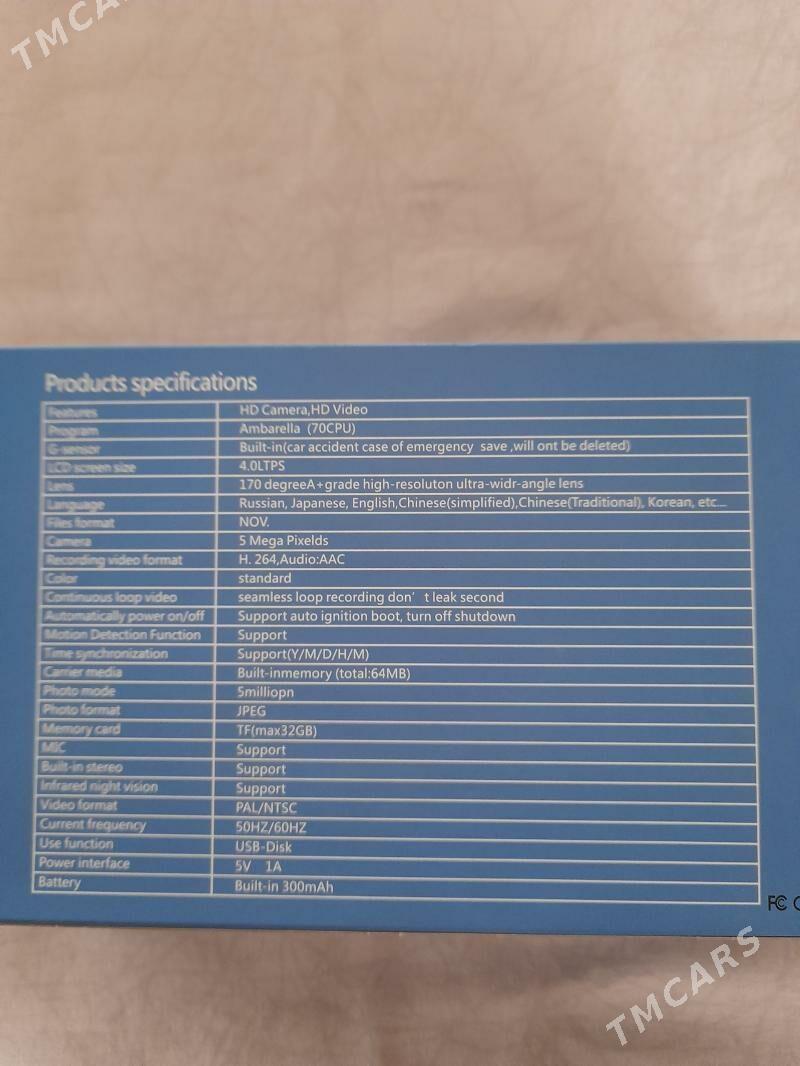 TMCARS
Products specifications
Features HD Camera,HD Video
Program Ambarella (70CPU)
G-sensor Built-in(car accident case of emergency save ,will ont be deleted)
LCD screen size 4.0LTPS
Lens 170 degreeA+grade high-resoluton ultra-widr-angle lens
Language Russian, Japanese, English,Chinese(simplified),Chinese(Traditional), Korean, etc...
Files format NOV.
Camera 5 Mega Pixelds
Recording video format H. 264,Audio:AAC
Color standard
Continuous loop video seamless loop recording don't leak second
Automatically power on/off Support auto ignition boot, turn off shutdown
Motion Detection Function Support
Time synchronization Support(Y/M/D/H/M)
Carrier media Built-inmemory (total:64MB)
Photo mode 5milliopn
Photo format JPEG
Memory card TF(max32GB)
MIC Support
Built-in stereo Support
Infrared night vision Support
Video format PAL/NTSC
Current frequency 50HZ/60HZ
Use function USB-Disk
Power interface 5V 1A
Battery Built-in 300mAh
FC
TMCARS